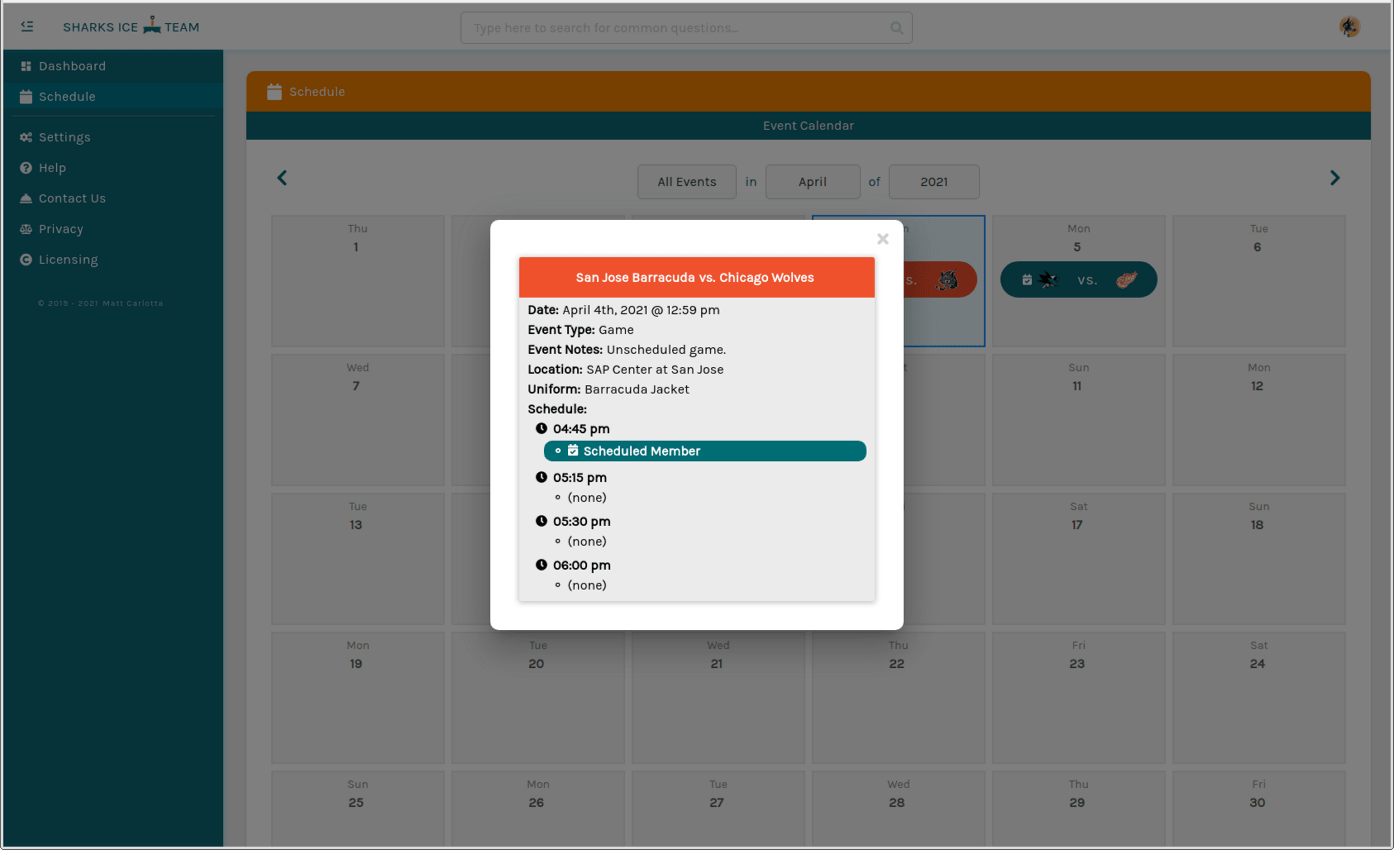 SHARKS ICE TEAM
Type here to search for common questions...
Dashboard
Schedule
Settings
Help
Contact Us
Privacy
Licensing
© 2019 - 2021 Matt Carlotta
Schedule
Event Calendar
All Events in April of 2021
Thu
1
Mon
5
vs.
Tue
6
San Jose Barracuda vs. Chicago Wolves
Date: April 4th, 2021 @ 12:59 pm
Event Type: Game
Event Notes: Unscheduled game.
Location: SAP Center at San Jose
Uniform: Barracuda Jacket
Schedule:
04:45 pm
Scheduled Member
05:15 pm
(none)
05:30 pm
(none)
06:00 pm
(none)
Wed
7
Sun
11
Mon
12
Tue
13
Sat
17
Sun
18
Mon
19
Tue
20
Wed
21
Thu
22
Fri
23
Sat
24
Sun
25
Mon
26
Tue
27
Wed
28
Thu
29
Fri
30